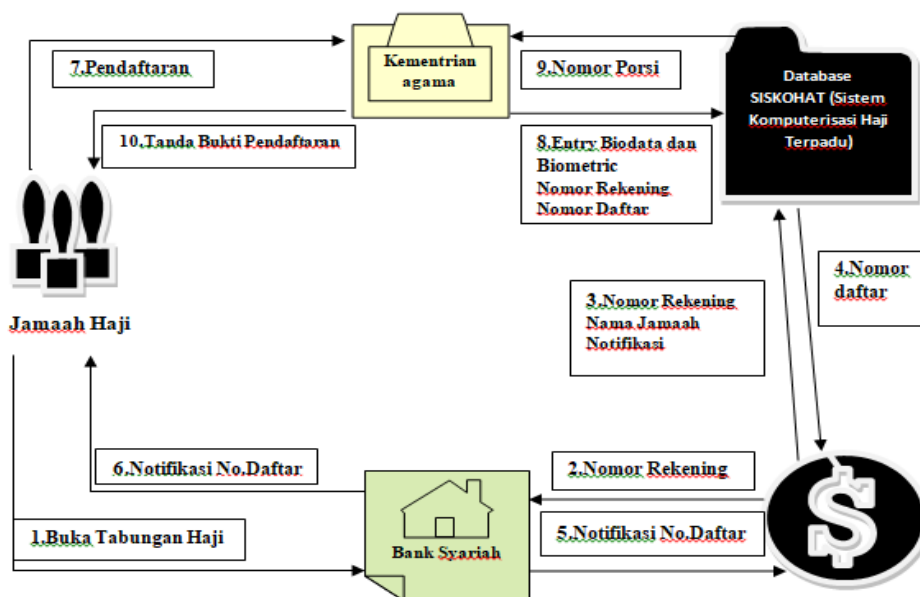 7.Pendaftaran
Kementrian
agama
9.Nomor Porsi
Database
SISKOHAT (Sistem
Komputerisasi Haji
Terpadu)
10.Tanda Bukti Pendaftaran
8.Entry Biodata dan
Biometric
Nomor Rekening
Nomor Daftar
4.Nomor
daftar
3.Nomor Rekening
Nama Jamaah
Notifikasi
Jamaah Haji
6.Notifikasi No.Daftar
2.Nomor Rekening
1.Buka Tabungan Haji
Bank Syariah
5.Notifikasi No.Daftar
$